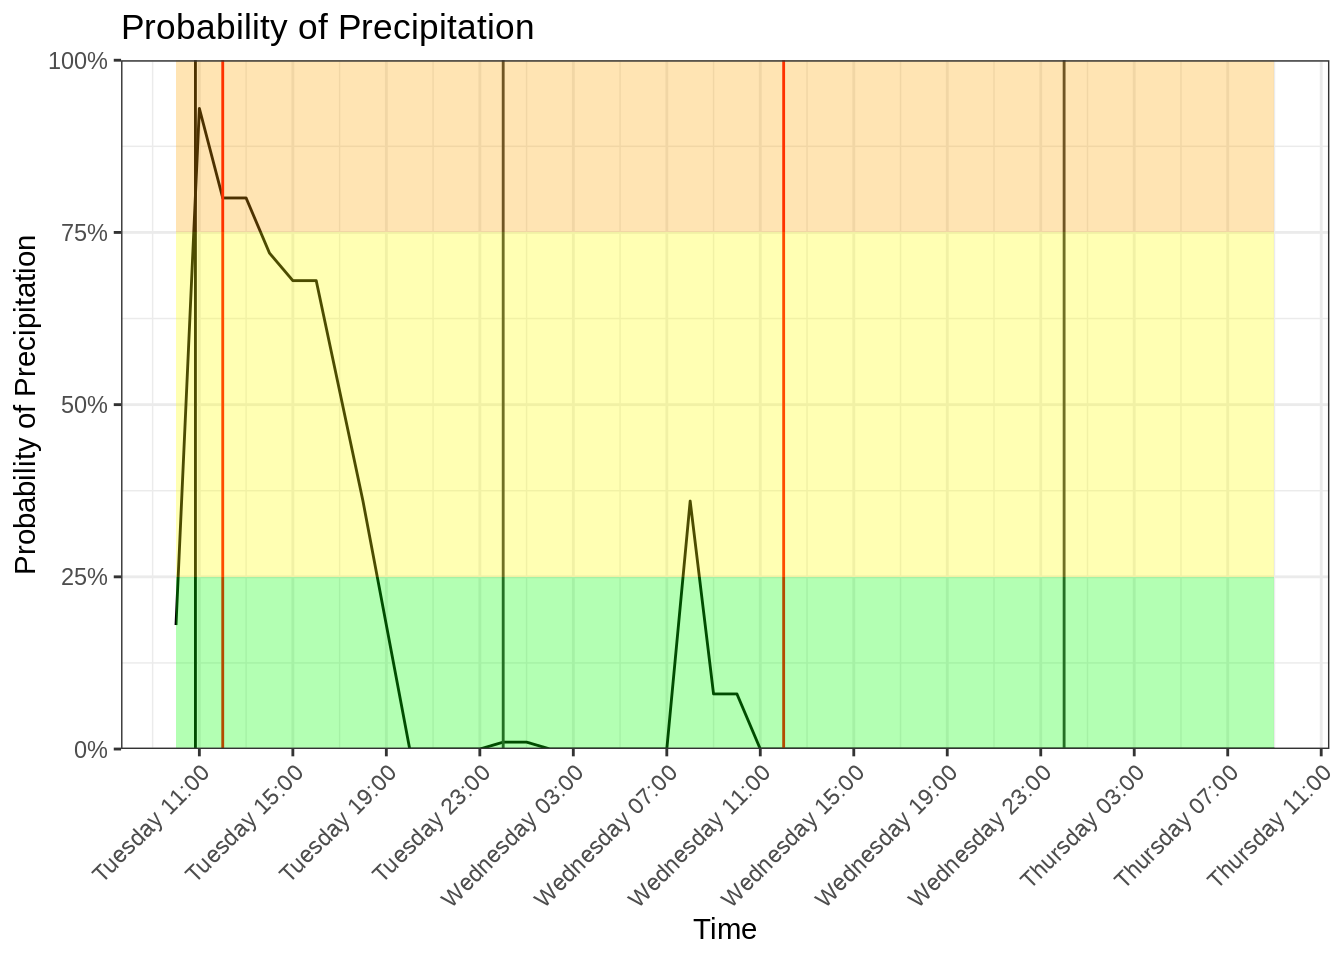 Probability of Precipitation
Probability of Precipitation
100%
75%
50%
25%
0%
Tuesday 11:00
Tuesday 15:00
Tuesday 19:00
Tuesday 23:00
Wednesday 03:00
Wednesday 07:00
Wednesday 11:00
Wednesday 15:00
Wednesday 19:00
Wednesday 23:00
Thursday 03:00
Thursday 07:00
Thursday 11:00
Time